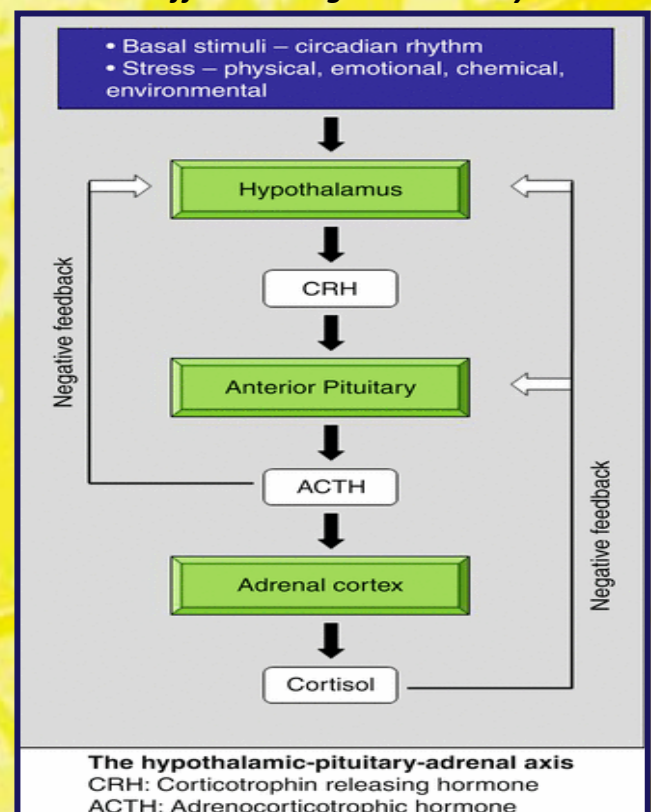 • Basal stimuli – circadian rhythm
• Stress – physical, emotional, chemical,
environmental
Hypothalamus
Negative feedback
CRH
Anterior Pituitary
ACTH
Negative feedback
Adrenal cortex
Cortisol
The hypothalamic-pituitary-adrenal axis
CRH: Corticotrophin releasing hormone
ACTH: Adrenocorticotrophic hormone